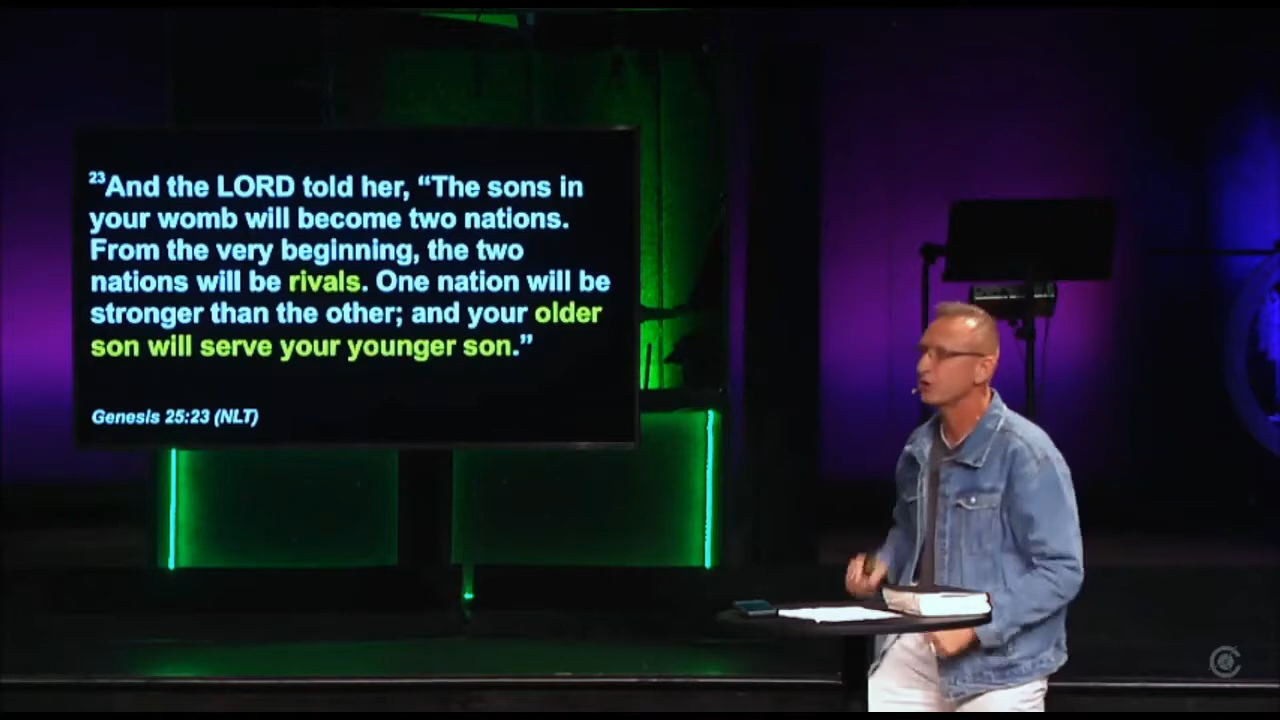 ²³And the LORD told her, “The sons in
your womb will become two nations.
From the very beginning, the two
nations will be rivals. One nation will be
stronger than the other; and your older
son will serve your younger son.”
Genesis 25:23 (NLT)